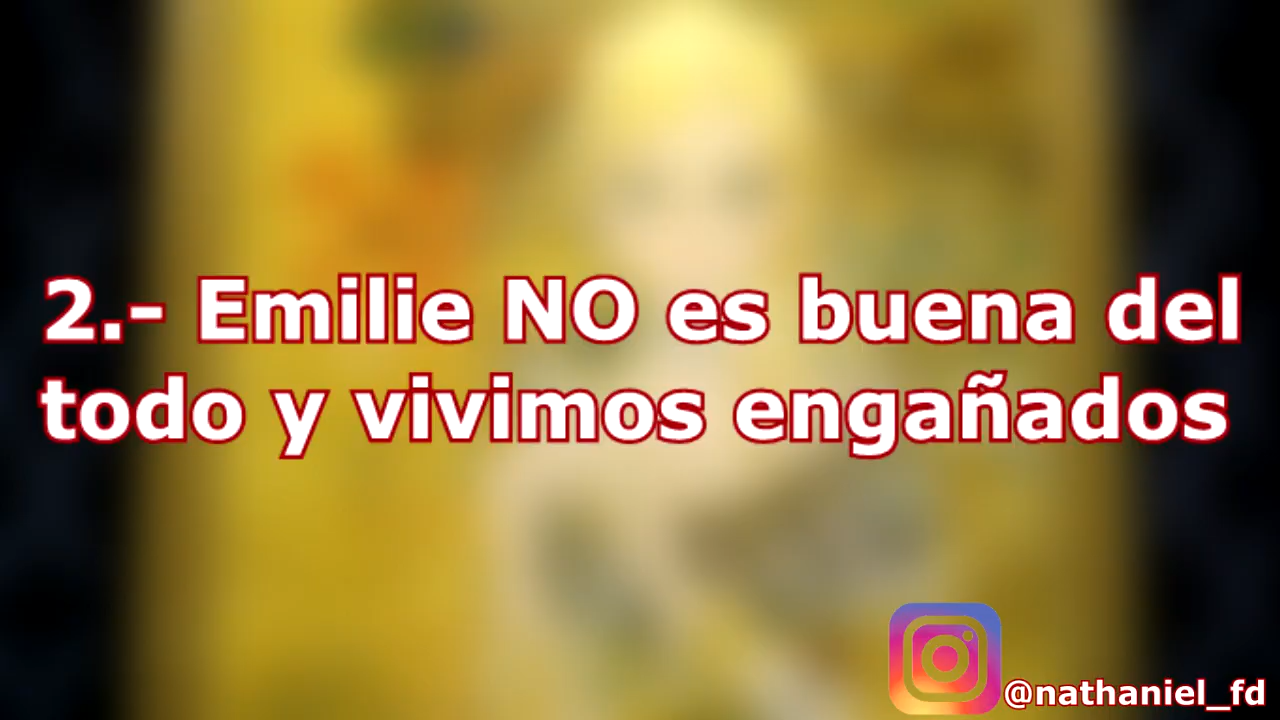 2.- Emilie NO es buena del
todo y vivimos engañados
@nathaniel_fd